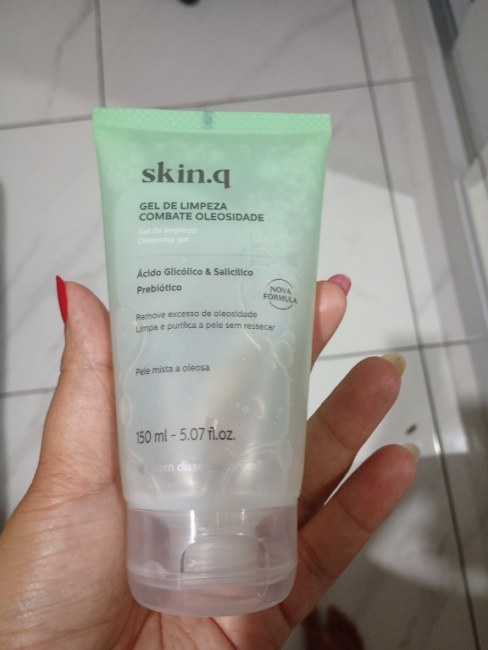 skin.q
GEL DE LIMPEZA
COMBATE OLEOSIDADE
Gel de limpieza
Cleansing gel
Ácido Glicólico & Salicílico
Prebiótico
NOVA
FÓRMULA
Remove excesso de oleosidade
Limpa e purifica a pele sem ressecar
Pele mista a oleosa
150 ml - 5.07 fl.oz.